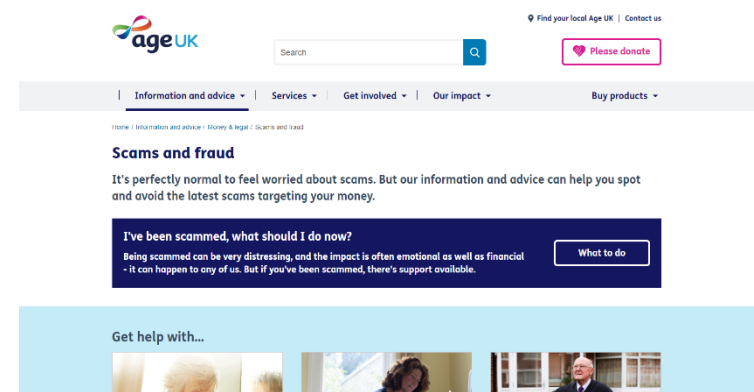 Find your local Age UK | Contact us
age UK
Search
Please donate
Information and advice
Services
Get involved
Our impact
Buy products
Home / Information and advice / Money & legal / Scams and fraud
Scams and fraud
It's perfectly normal to feel worried about scams. But our information and advice can help you spot
and avoid the latest scams targeting your money.
I've been scammed, what should I do now?
Being scammed can be very distressing, and the impact is often emotional as well as financial
- it can happen to any of us. But if you've been scammed, there's support available.
What to do
Get help with...